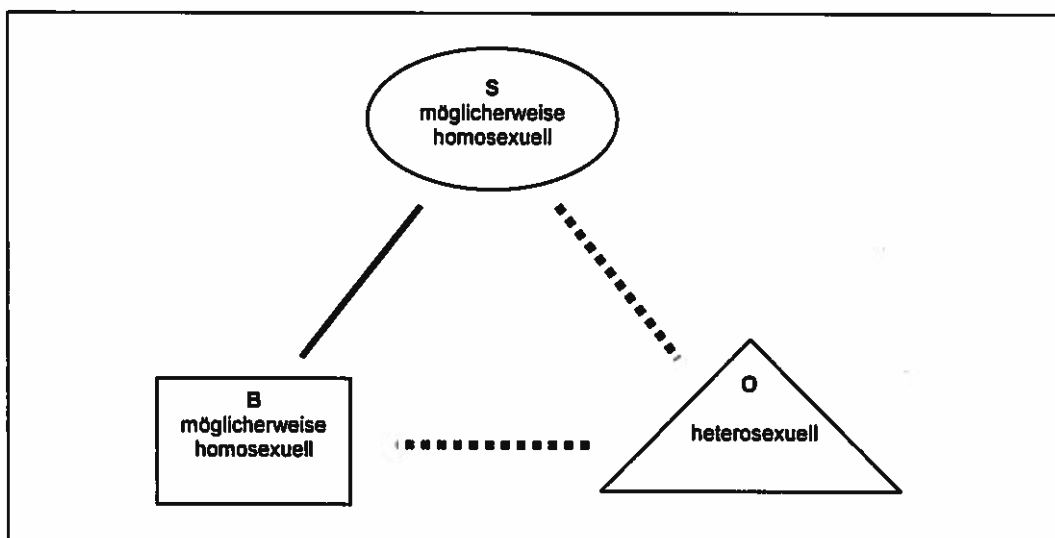 S
möglicherweise
homosexuell
B
möglicherweise
homosexuell
O
heterosexuell